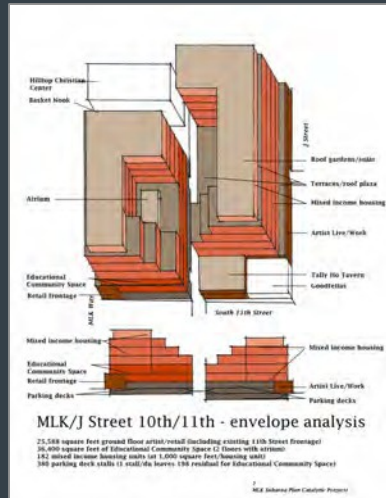 Hilltop Christian
Center
Basket Nook
J Street
Roof gardens/solar
Terraces/roof plaza
Mixed income housing
Atrium
Artist Live/Work
Educational
Community Space
Retail frontage
Tally Ho Tavern
Goodfellas
MLK Way
South 11th Street
Mixed income housing
Mixed income housing
Educational
Community Space
Retail frontage
Artist Live/Work
Parking decks
Parking decks
MLK/J Street 10th/11th - envelope analysis
25,588 square feet ground floor artist/retail (including existing 11th Street frontage)
36,400 square feet of Educational Community Space (2 floors with atrium)
182 mixed income housing units (at 1,000 square feet/housing unit)
380 parking deck stalls (1 stall/du leaves 198 residual for Educational Community Space)
7
MLK Subarea Plan Catalytic Projects